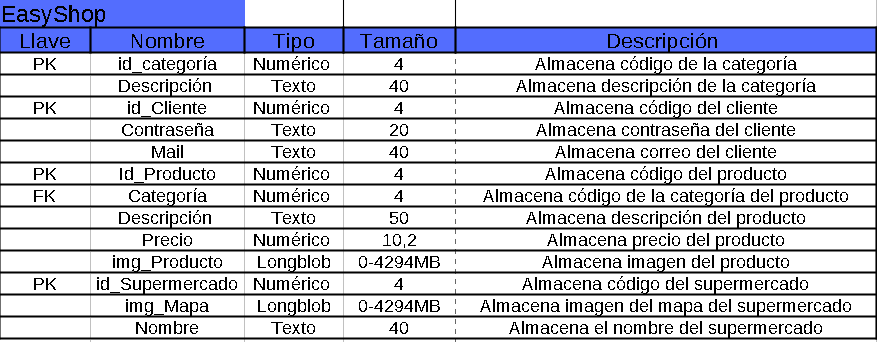 EasyShop
Llave Nombre Tipo Tamaño Descripción
PK id_categoría Numérico 4 Almacena código de la categoría
Descripción Texto 40 Almacena descripción de la categoría
PK id_Cliente Numérico 4 Almacena código del cliente
Contraseña Texto 20 Almacena contraseña del cliente
Mail Texto 40 Almacena correo del cliente
PK Id_Producto Numérico 4 Almacena código del producto
FK Categoría Numérico 4 Almacena código de la categoría del producto
Descripción Texto 50 Almacena descripción del producto
Precio Numérico 10,2 Almacena precio del producto
img_Producto Longblob 0-4294MB Almacena imagen del producto
PK id_Supermercado Numérico 4 Almacena código del supermercado
img_Mapa Longblob 0-4294MB Almacena imagen del mapa del supermercado
Nombre Texto 40 Almacena el nombre del supermercado